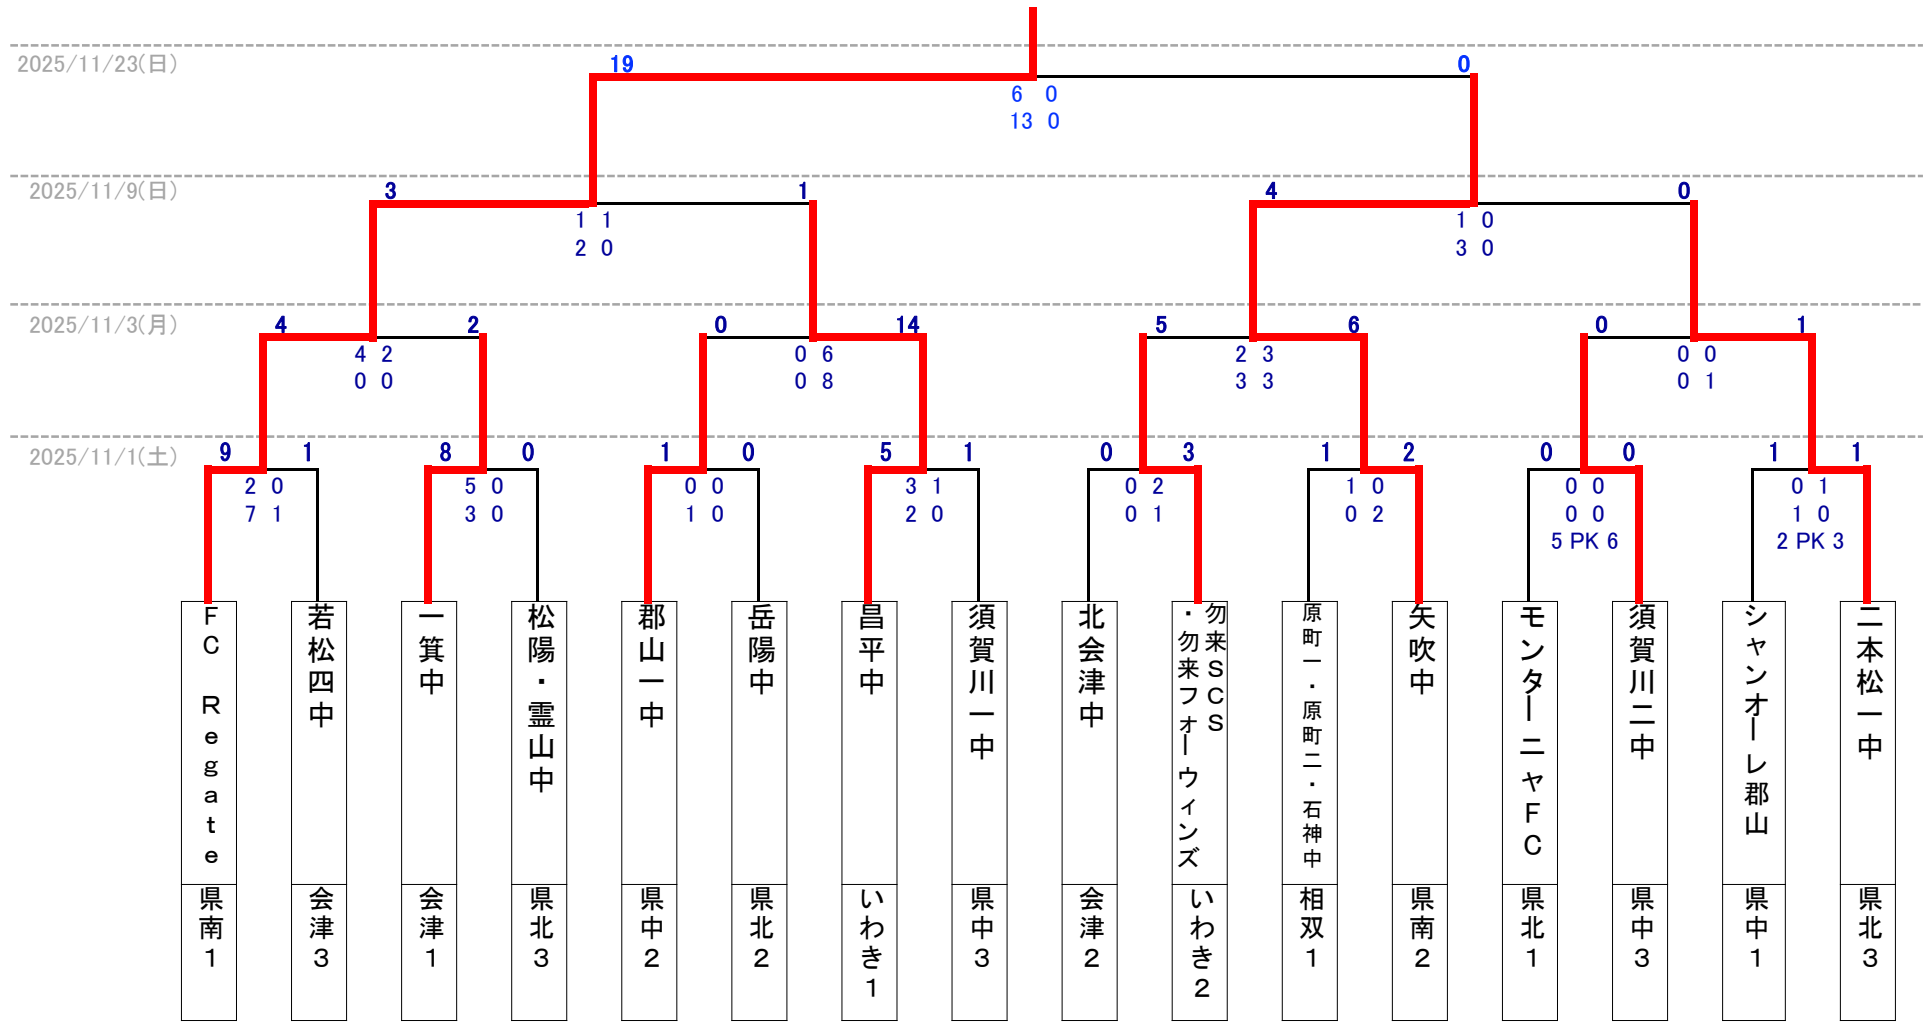 2025/11/23(日)
19
0
6 0
13 0
2025/11/9(日)
3
1
4
0
1 1
2 0
1 0
3 0
2025/11/3(月)
4
2
0
14
5
6
0
1
4 2
0 0
0 6
0 8
2 3
3 3
0 0
0 1
2025/11/1(土)
9
1
8
0
1
0
5
1
0
3
1
2
0
0
1
1
2 0
7 1
5 0
3 0
0 0
1 0
3 1
2 0
0 2
0 1
1 0
0 2
0 0
0 0
5 PK 6
0 1
1 0
2 PK 3
FC Regate
若松四中
一箕中
松陽・霊山中
郡山一中
岳陽中
昌平中
須賀川一中
北会津中
勿来SCS
・勿来フォーウィンズ
原町一・原町二・石神中
矢吹中
モンターニャFC
須賀川二中
シャンオーレ郡山
二本松一中
県南1
会津3
会津1
県北3
県中2
県北2
いわき1
県中3
会津2
いわき2
相双1
県南2
県北1
県中3
県中1
県北3